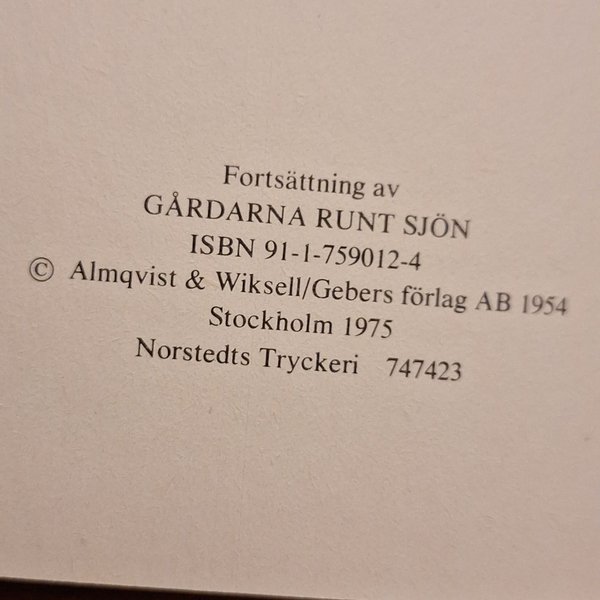 Fortsättning av
GÅRDARNA RUNT SJÖN
ISBN 91-1-759012-4
© Almqvist & Wiksell/Gebers förlag AB 1954
Stockholm 1975
Norstedts Tryckeri 747423